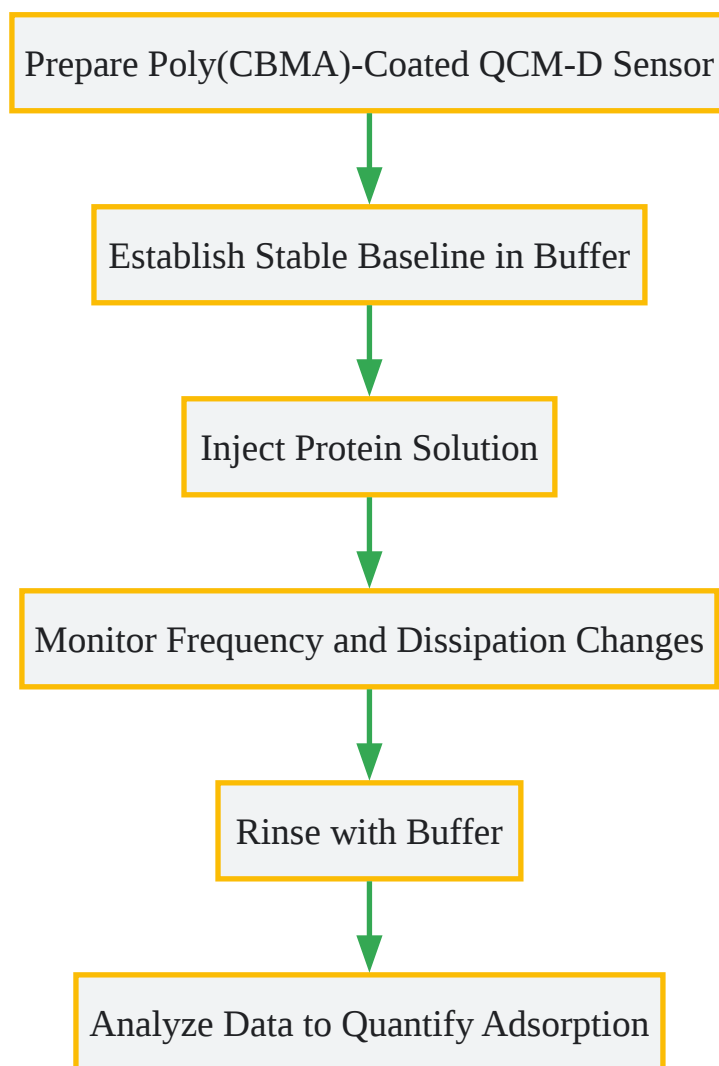 Prepare Poly(CBMA)-Coated QCM-D Sensor
Establish Stable Baseline in Buffer
Inject Protein Solution
Monitor Frequency and Dissipation Changes
Rinse with Buffer
Analyze Data to Quantify Adsorption